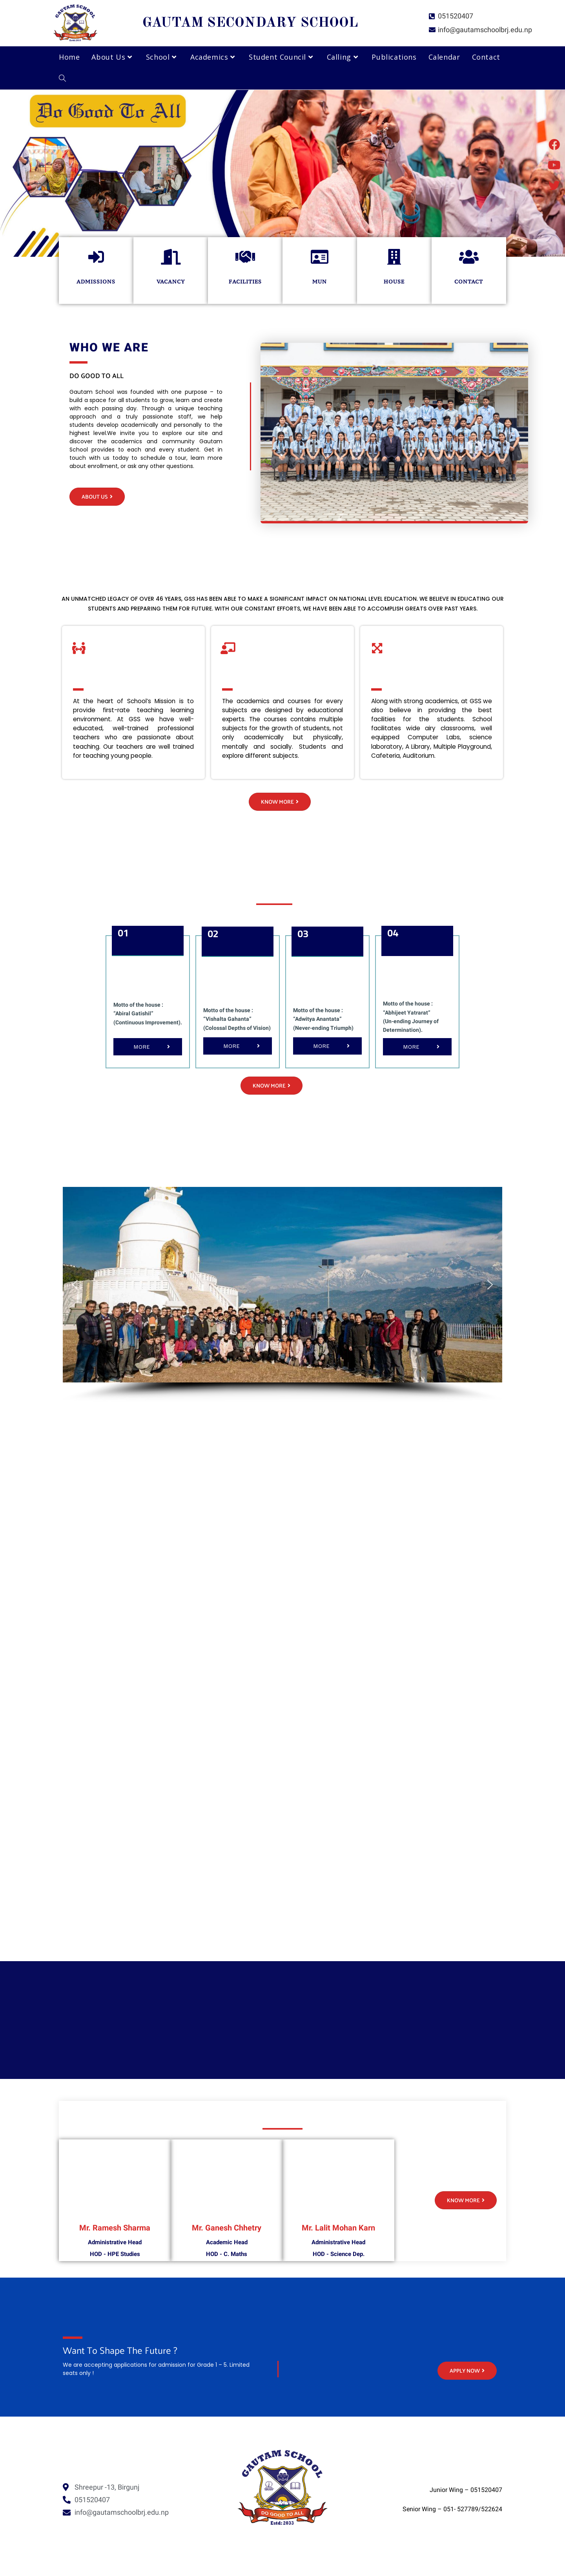 GAUTAM SCHOOL
DO GOOD TO ALL
GAUTAM SECONDARY SCHOOL
051520407
info@gautamschoolbrj.edu.np
Home About Us School Academics Student Council Calling Publications Calendar Contact
Do Good To All
ADMISSIONS
VACANCY
FACILITIES
MUN
HOUSE
CONTACT
WHO WE ARE
DO GOOD TO ALL
Gautam School was founded with one purpose – to
build a space for all students to grow, learn and create
with each passing day. Through a unique teaching
approach and a truly passionate staff, we help
students develop academically and personally to the
highest level.We invite you to explore our site and
discover the academics and community Gautam
School provides to each and every student. Get in
touch with us today to schedule a tour, learn more
about enrollment, or ask any other questions.
ABOUT US
AN UNMATCHED LEGACY OF OVER 46 YEARS, GSS HAS BEEN ABLE TO MAKE A SIGNIFICANT IMPACT ON NATIONAL LEVEL EDUCATION. WE BELIEVE IN EDUCATING OUR
STUDENTS AND PREPARING THEM FOR FUTURE. WITH OUR CONSTANT EFFORTS, WE HAVE BEEN ABLE TO ACCOMPLISH GREATS OVER PAST YEARS.
At the heart of School's Mission is to
provide first-rate teaching learning
environment. At GSS we have well-
educated, well-trained professional
teachers who are passionate about
teaching. Our teachers are well trained
for teaching young people.
The academics and courses for every
subjects are designed by educational
experts. The courses contains multiple
subjects for the growth of students, not
only academically but physically,
mentally and socially. Students and
explore different subjects.
Along with strong academics, at GSS we
also believe in providing the best
facilities for the students. School
facilitates wide airy classrooms, well
equipped Computer Labs, science
laboratory, A Library, Multiple Playground,
Cafeteria, Auditorium.
KNOW MORE
01
Motto of the house :
"Abiral Gatishil"
(Continuous Improvement).
MORE
02
Motto of the house :
"Vishalta Gahanta"
(Colossal Depths of Vision)
MORE
03
Motto of the house :
"Adwitya Anantata"
(Never-ending Triumph)
MORE
04
Motto of the house :
"Abhijeet Yatrarat"
(Un-ending Journey of
Determination).
MORE
KNOW MORE
Mr. Ramesh Sharma
Administrative Head
HOD - HPE Studies
Mr. Ganesh Chhetry
Academic Head
HOD - C. Maths
Mr. Lalit Mohan Karn
Administrative Head
HOD - Science Dep.
KNOW MORE
Want To Shape The Future ?
We are accepting applications for admission for Grade 1 – 5. Limited
seats only !
APPLY NOW
Shreepur -13, Birgunj
051520407
info@gautamschoolbrj.edu.np
GAUTAM SCHOOL
DO GOOD TO ALL
Estd: 2033
Junior Wing – 051520407
Senior Wing – 051- 527789/522624